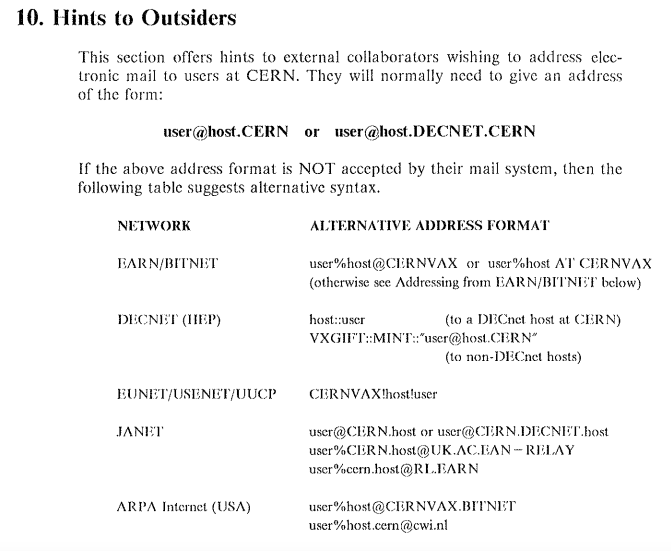 10. Hints to Outsiders
This section offers hints to external collaborators wishing to address elec-
tronic mail to users at CERN. They will normally need to give an address
of the form:
user@host.CERN or user@host.DECNET.CERN
If the above address format is NOT accepted by their mail system, then the
following table suggests alternative syntax.
NETWORK ALTERNATIVE ADDRESS FORMAT
EARN/BITNET user%host@CERNVAX or user%host AT CERNVAX
(otherwise see Addressing from EARN/BITNET below)
DECNET (HEP) host::user (to a DECnet host at CERN)
VXGIFT::MINT::"user@host.CERN"
(to non-DECnet hosts)
EUNET/USENET/UUCP CERNVAX!host!user
JANET user@CERN.host or user@CERN.DECNET.host
user%CERN.host@UK.AC.EAN-RELAY
user%cern.host@RL.EARN
ARPA Internet (USA) user%host@CERNVAX.BITNET
user%host.cern@cwi.nl